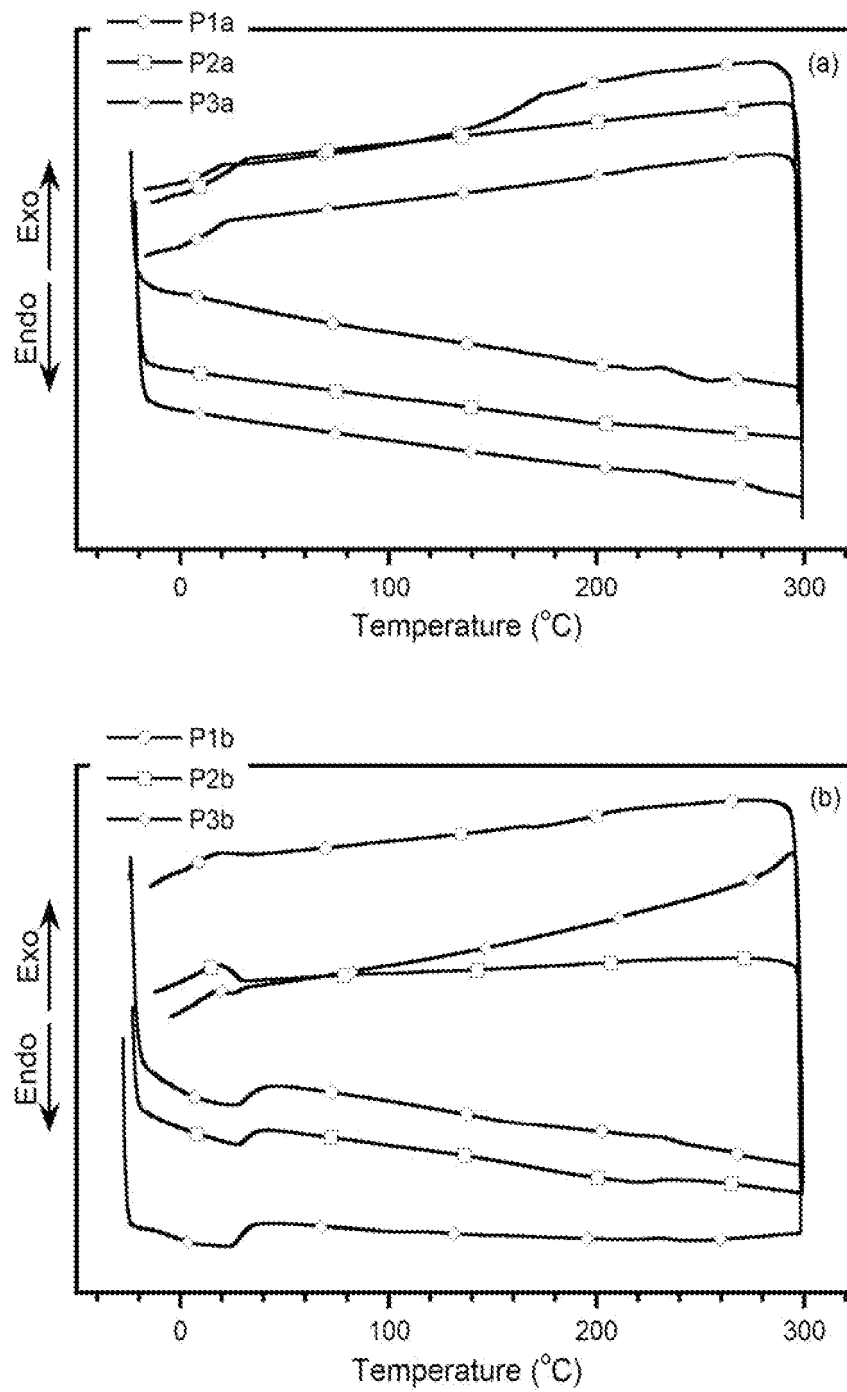 P1a
P2a
P3a
(a)
Exo
Endo
0 100 200 300
Temperature (°C)
P1b
P2b
P3b
(b)
Exo
Endo
0 100 200 300
Temperature (°C)